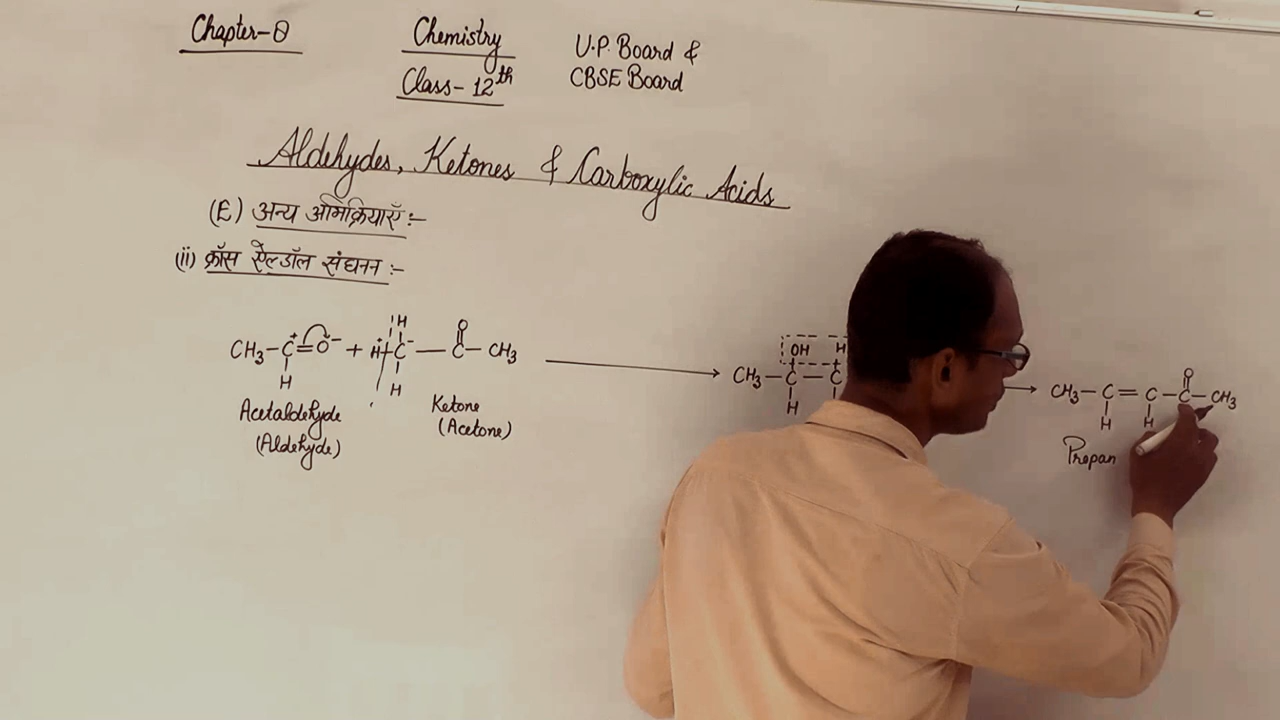 Chapter-8
Chemistry
Class-12th
U.P. Board &
CBSE Board
Aldehydes, Ketones & Carboxylic Acids
(E) अन्य अभिक्रियाएँ :-
(ii) क्रॉस ऐल्डॉल संघनन :-
H O OH H O
CH3-C=O + H+C-C-CH3 → CH3-C-C → CH3-C=C-C-CH3
H H H H H
Acetaldehyde Ketone Propan
(Aldehyde) (Acetone)